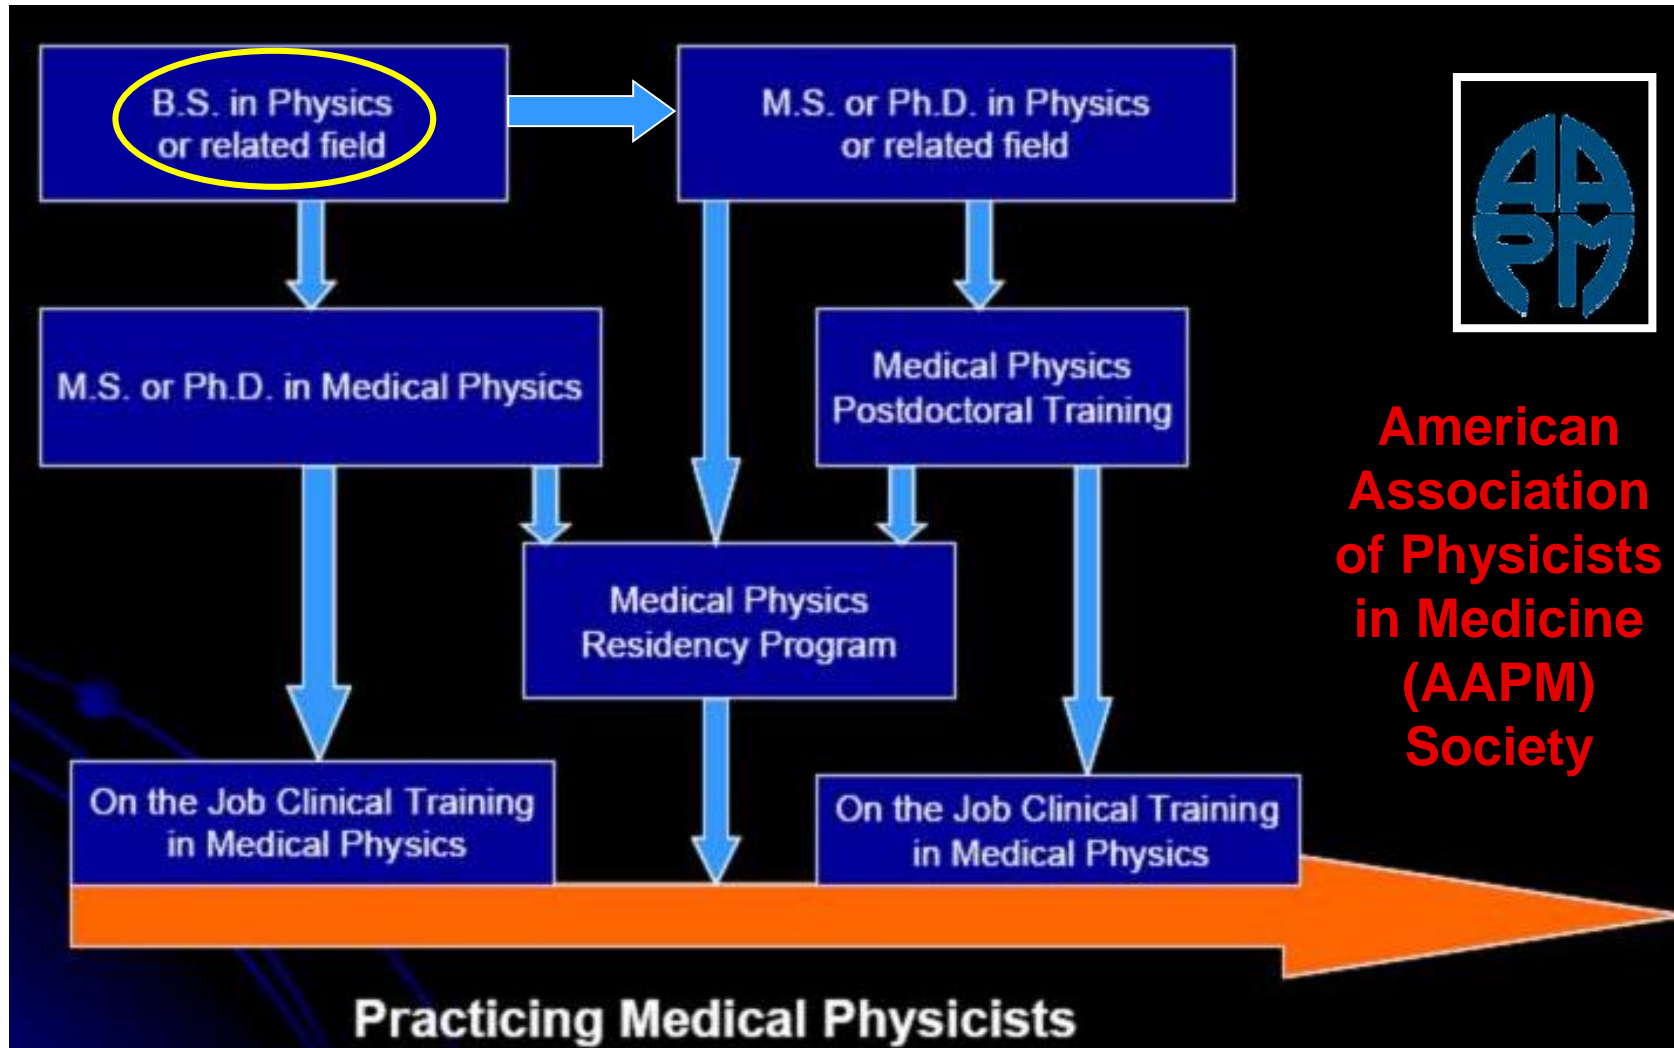 B.S. in Physics
or related field
M.S. or Ph.D. in Physics
or related field
AA
PM
M.S. or Ph.D. in Medical Physics
Medical Physics
Postdoctoral Training
American
Association
of Physicists
in Medicine
(AAPM)
Society
Medical Physics
Residency Program
On the Job Clinical Training
in Medical Physics
On the Job Clinical Training
in Medical Physics
Practicing Medical Physicists